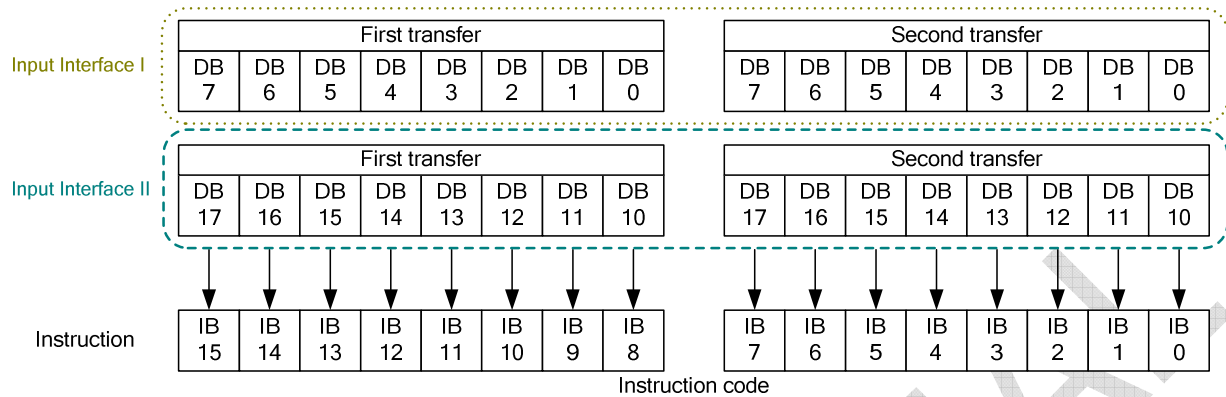 First transfer Second transfer
Input Interface I
DB 7 DB 6 DB 5 DB 4 DB 3 DB 2 DB 1 DB 0 DB 7 DB 6 DB 5 DB 4 DB 3 DB 2 DB 1 DB 0
First transfer Second transfer
Input Interface II
DB 17 DB 16 DB 15 DB 14 DB 13 DB 12 DB 11 DB 10 DB 17 DB 16 DB 15 DB 14 DB 13 DB 12 DB 11 DB 10
Instruction
IB 15 IB 14 IB 13 IB 12 IB 11 IB 10 IB 9 IB 8 IB 7 IB 6 IB 5 IB 4 IB 3 IB 2 IB 1 IB 0
Instruction code